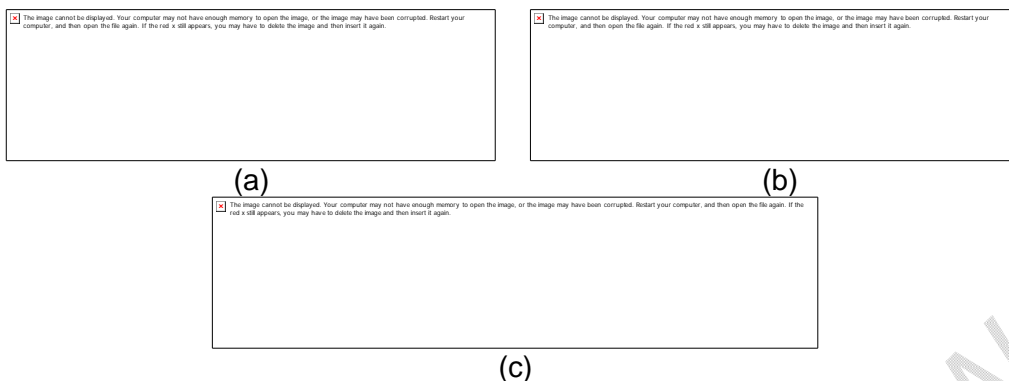 The image cannot be displayed. Your computer may not have enough memory to open the image, or the image may have been corrupted. Restart your
computer, and then open the file again. If the red x still appears, you may have to delete the image and then insert it again.
The image cannot be displayed. Your computer may not have enough memory to open the image, or the image may have been corrupted. Restart your
computer, and then open the file again. If the red x still appears, you may have to delete the image and then insert it again.
(a)
(b)
The image cannot be displayed. Your computer may not have enough memory to open the image, or the image may have been corrupted. Restart your computer, and then open the file again. If the
red x still appears, you may have to delete the image and then insert it again.
(c)